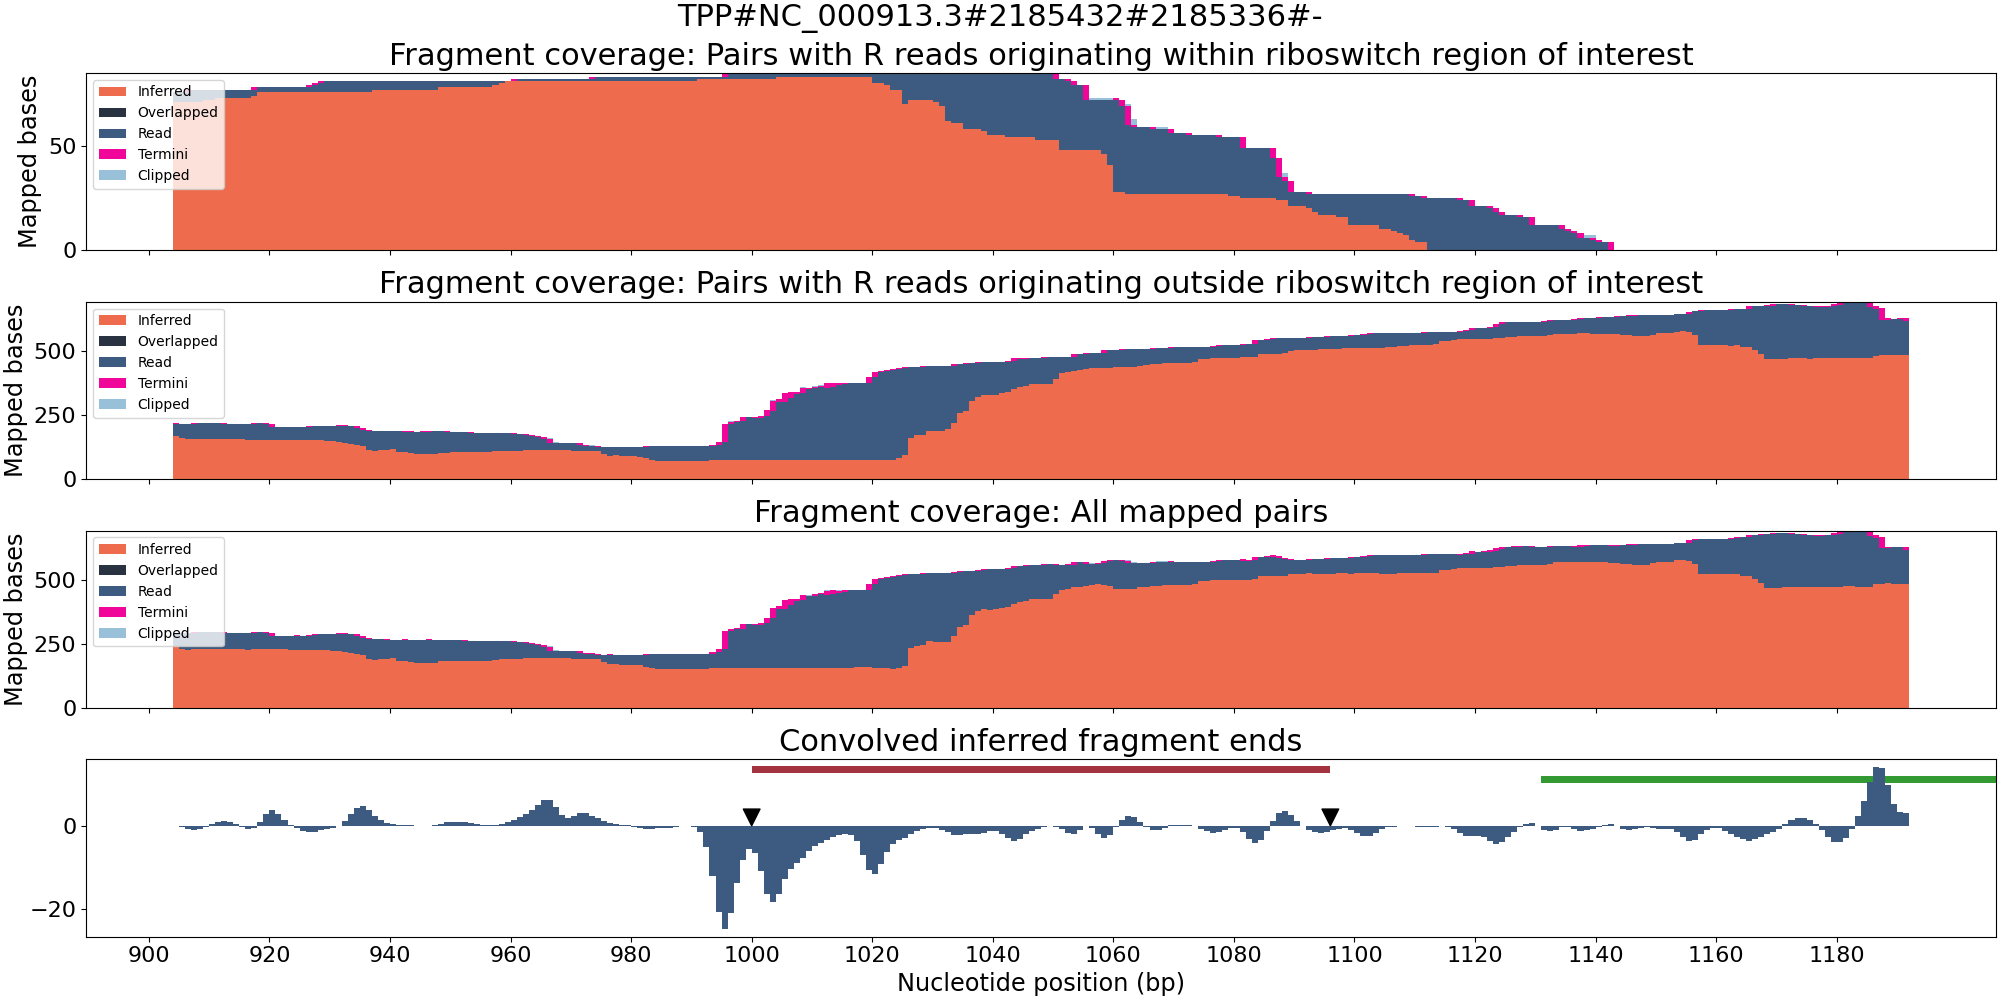 TPP#NC_000913.3#2185432#2185336#-
Fragment coverage: Pairs with R reads originating within riboswitch region of interest
Mapped bases
50
0
Inferred
Overlapped
Read
Termini
Clipped
Fragment coverage: Pairs with R reads originating outside riboswitch region of interest
Mapped bases
500
250
0
Inferred
Overlapped
Read
Termini
Clipped
Fragment coverage: All mapped pairs
Mapped bases
500
250
0
Inferred
Overlapped
Read
Termini
Clipped
Convolved inferred fragment ends
0
−20
900 920 940 960 980 1000 1020 1040 1060 1080 1100 1120 1140 1160 1180
Nucleotide position (bp)